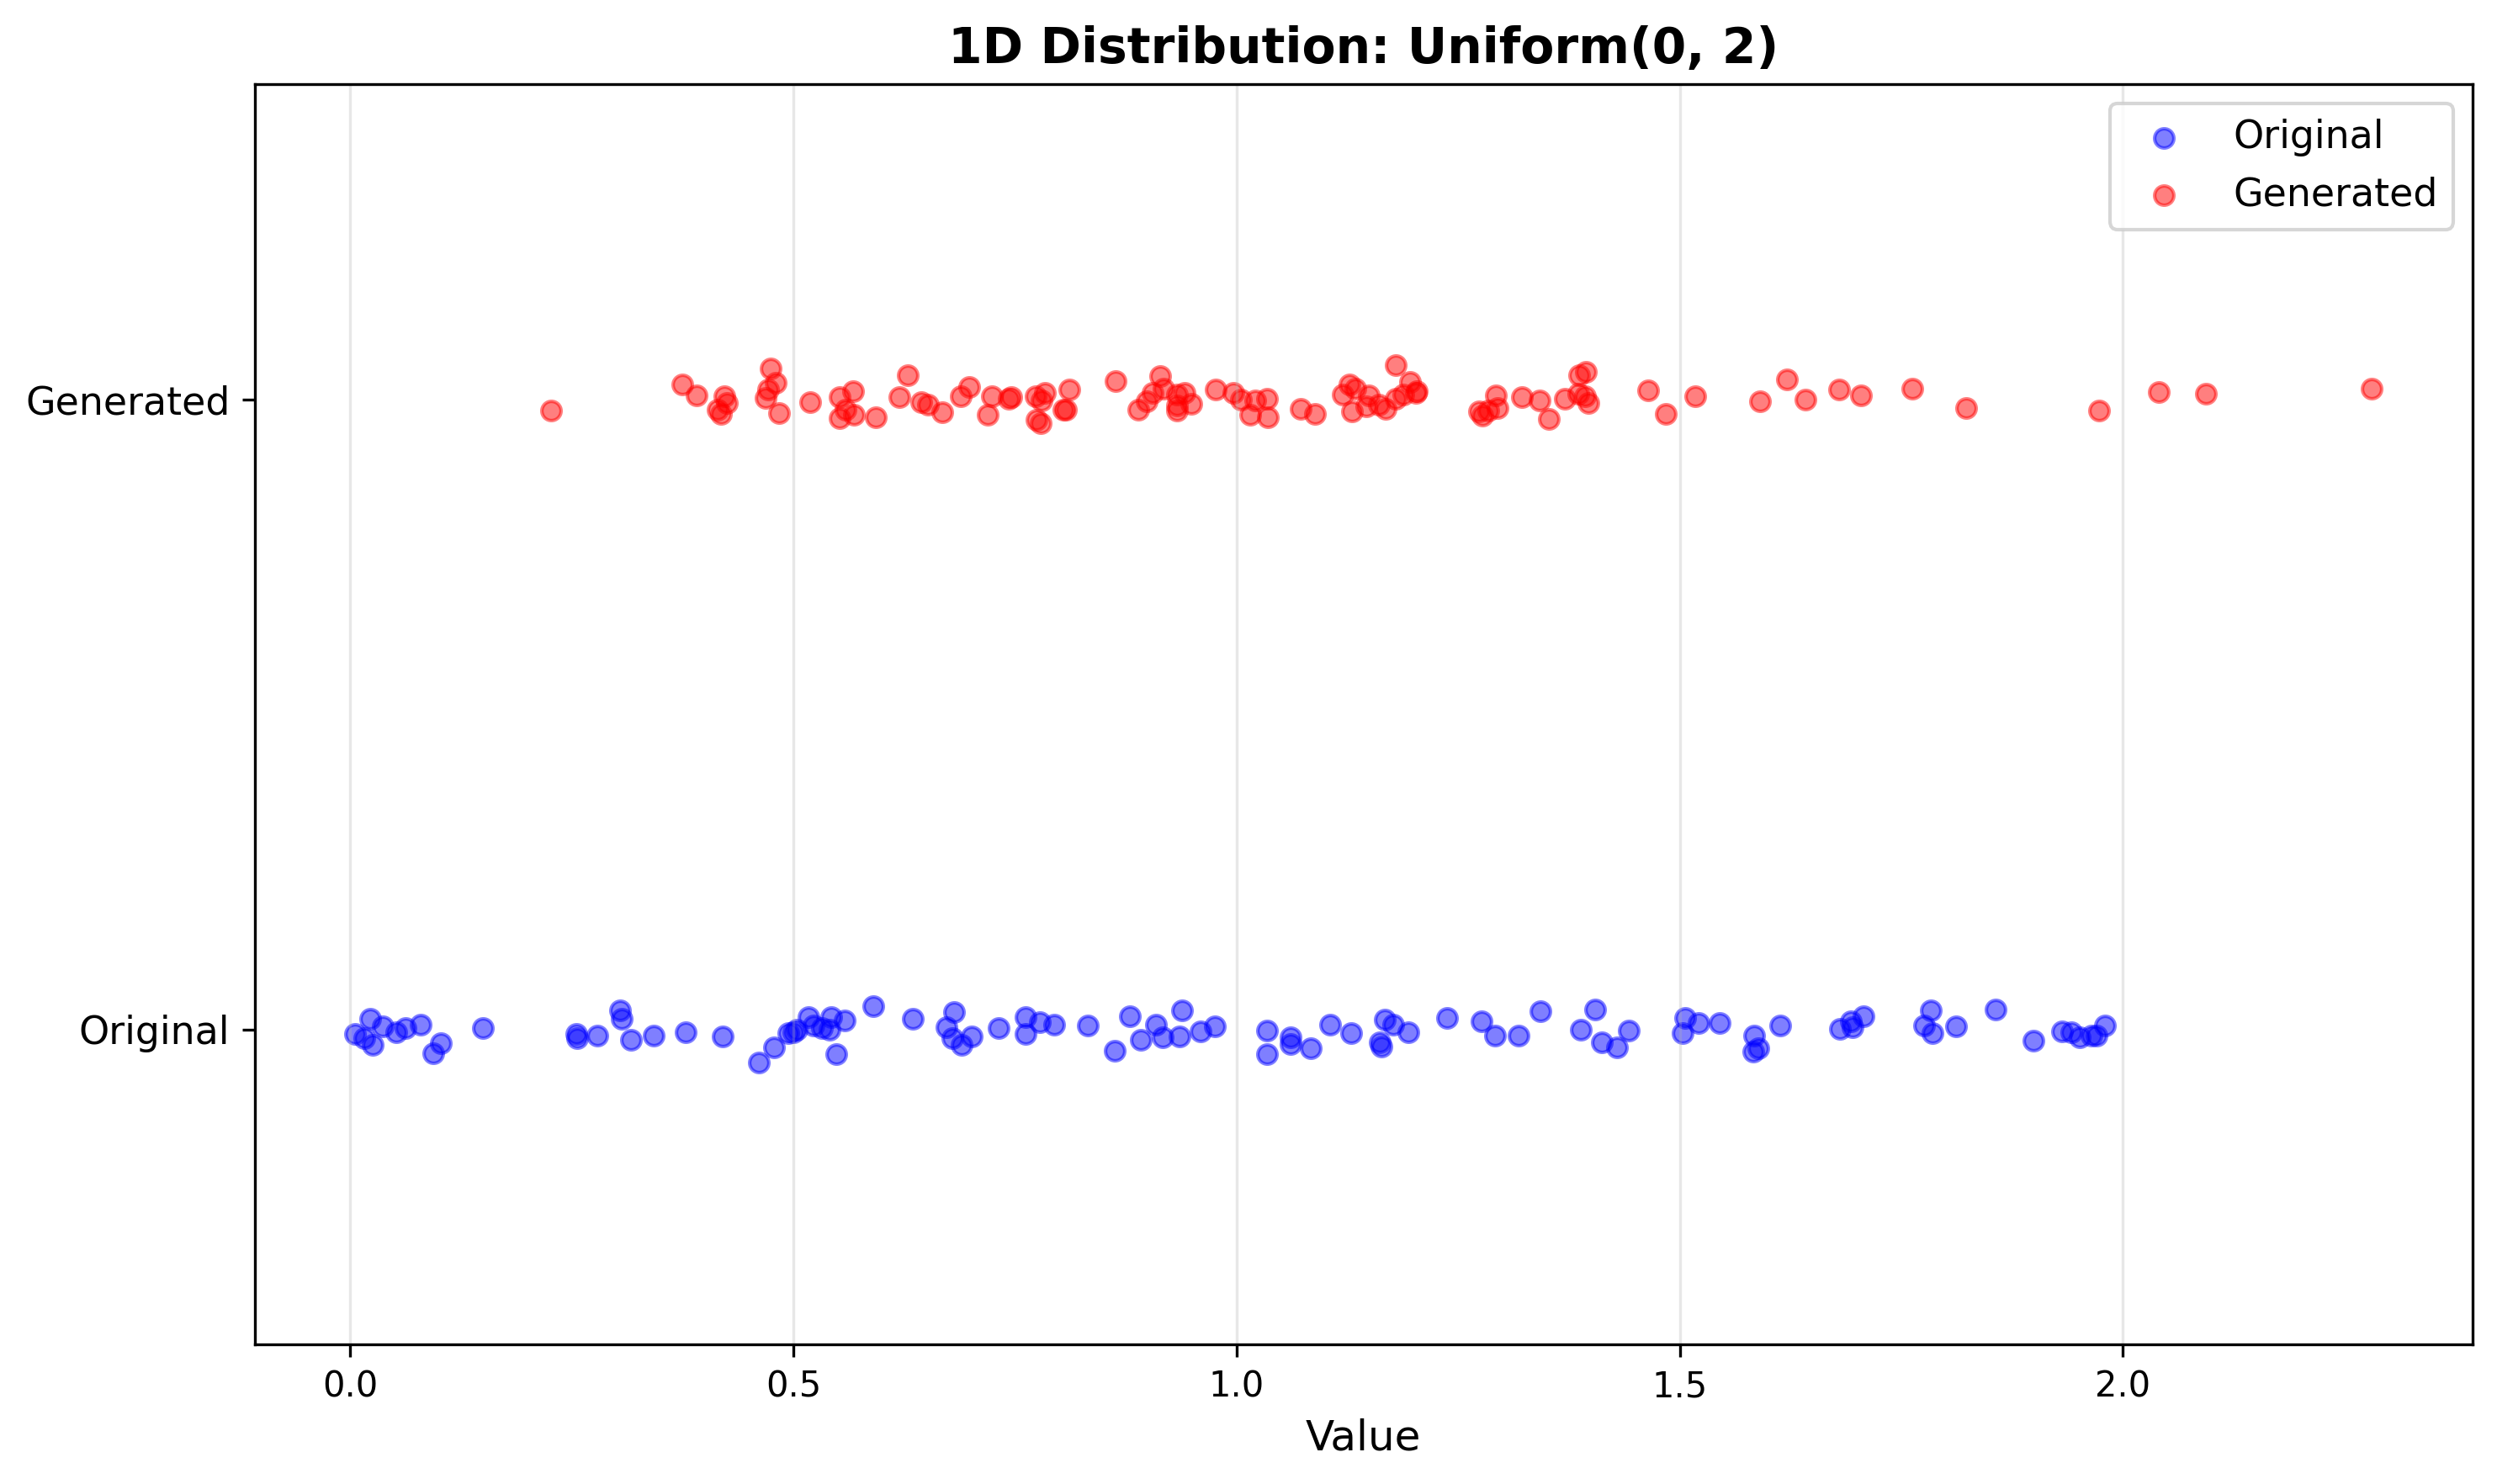 1D Distribution: Uniform(0, 2)
Original
Generated
Generated
Original
0.0 0.5 1.0 1.5 2.0
Value